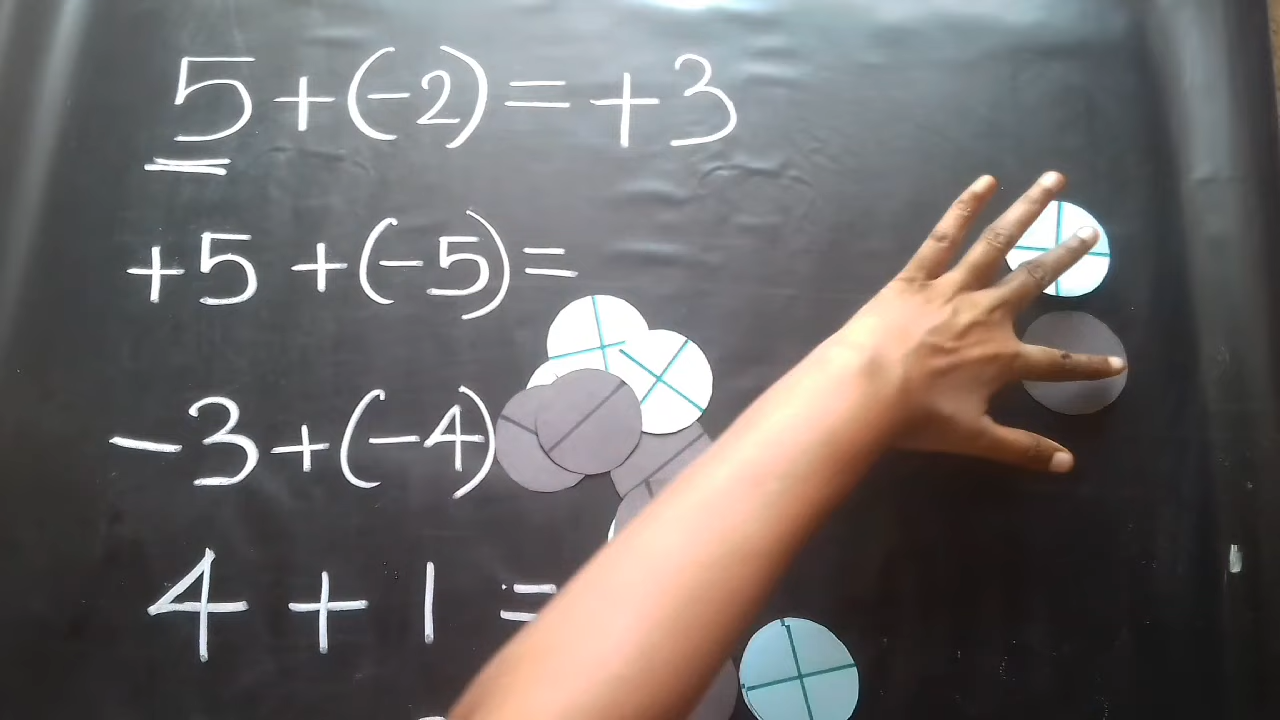 5 + (-2) = +3
+5 + (-5) =
-3 + (-4)
4 + 1 =